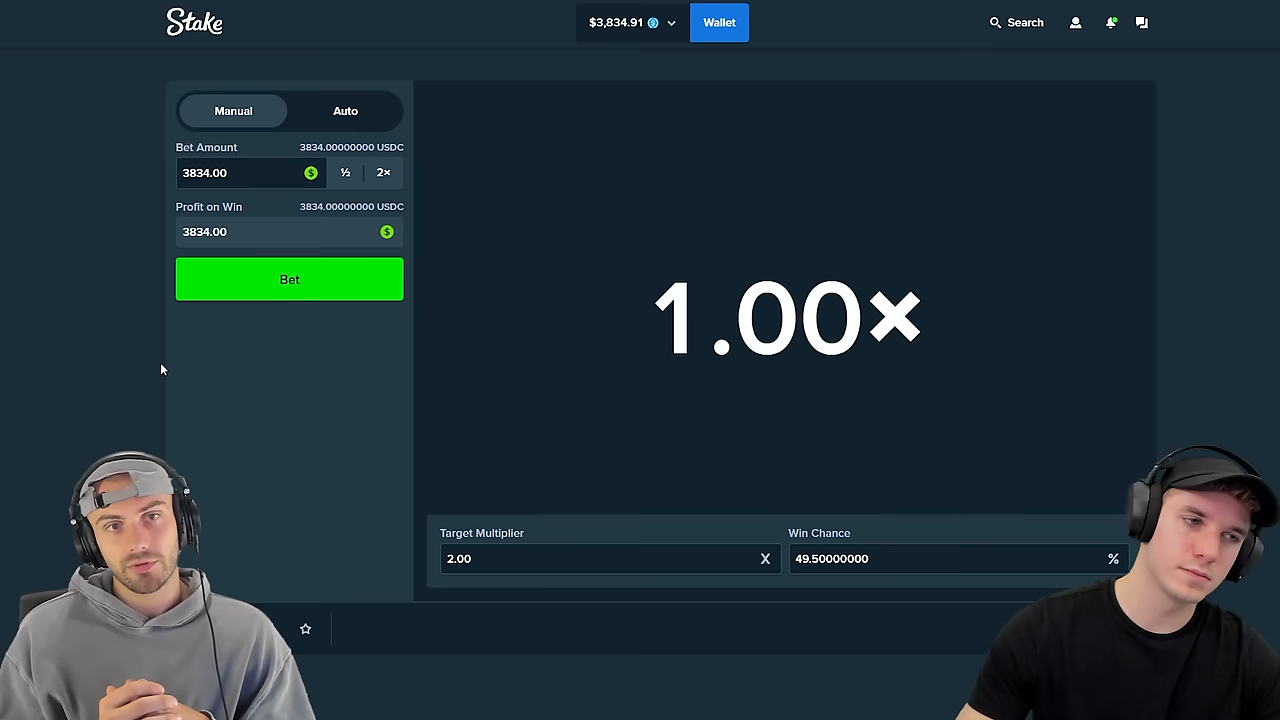 Stake
$3,834.91
Wallet
Search
Manual
Auto
Bet Amount
3834.00000000 USDC
3834.00
½
2×
Profit on Win
3834.00000000 USDC
3834.00
Bet
1.00×
Target Multiplier
2.00
X
Win Chance
49.50000000
%